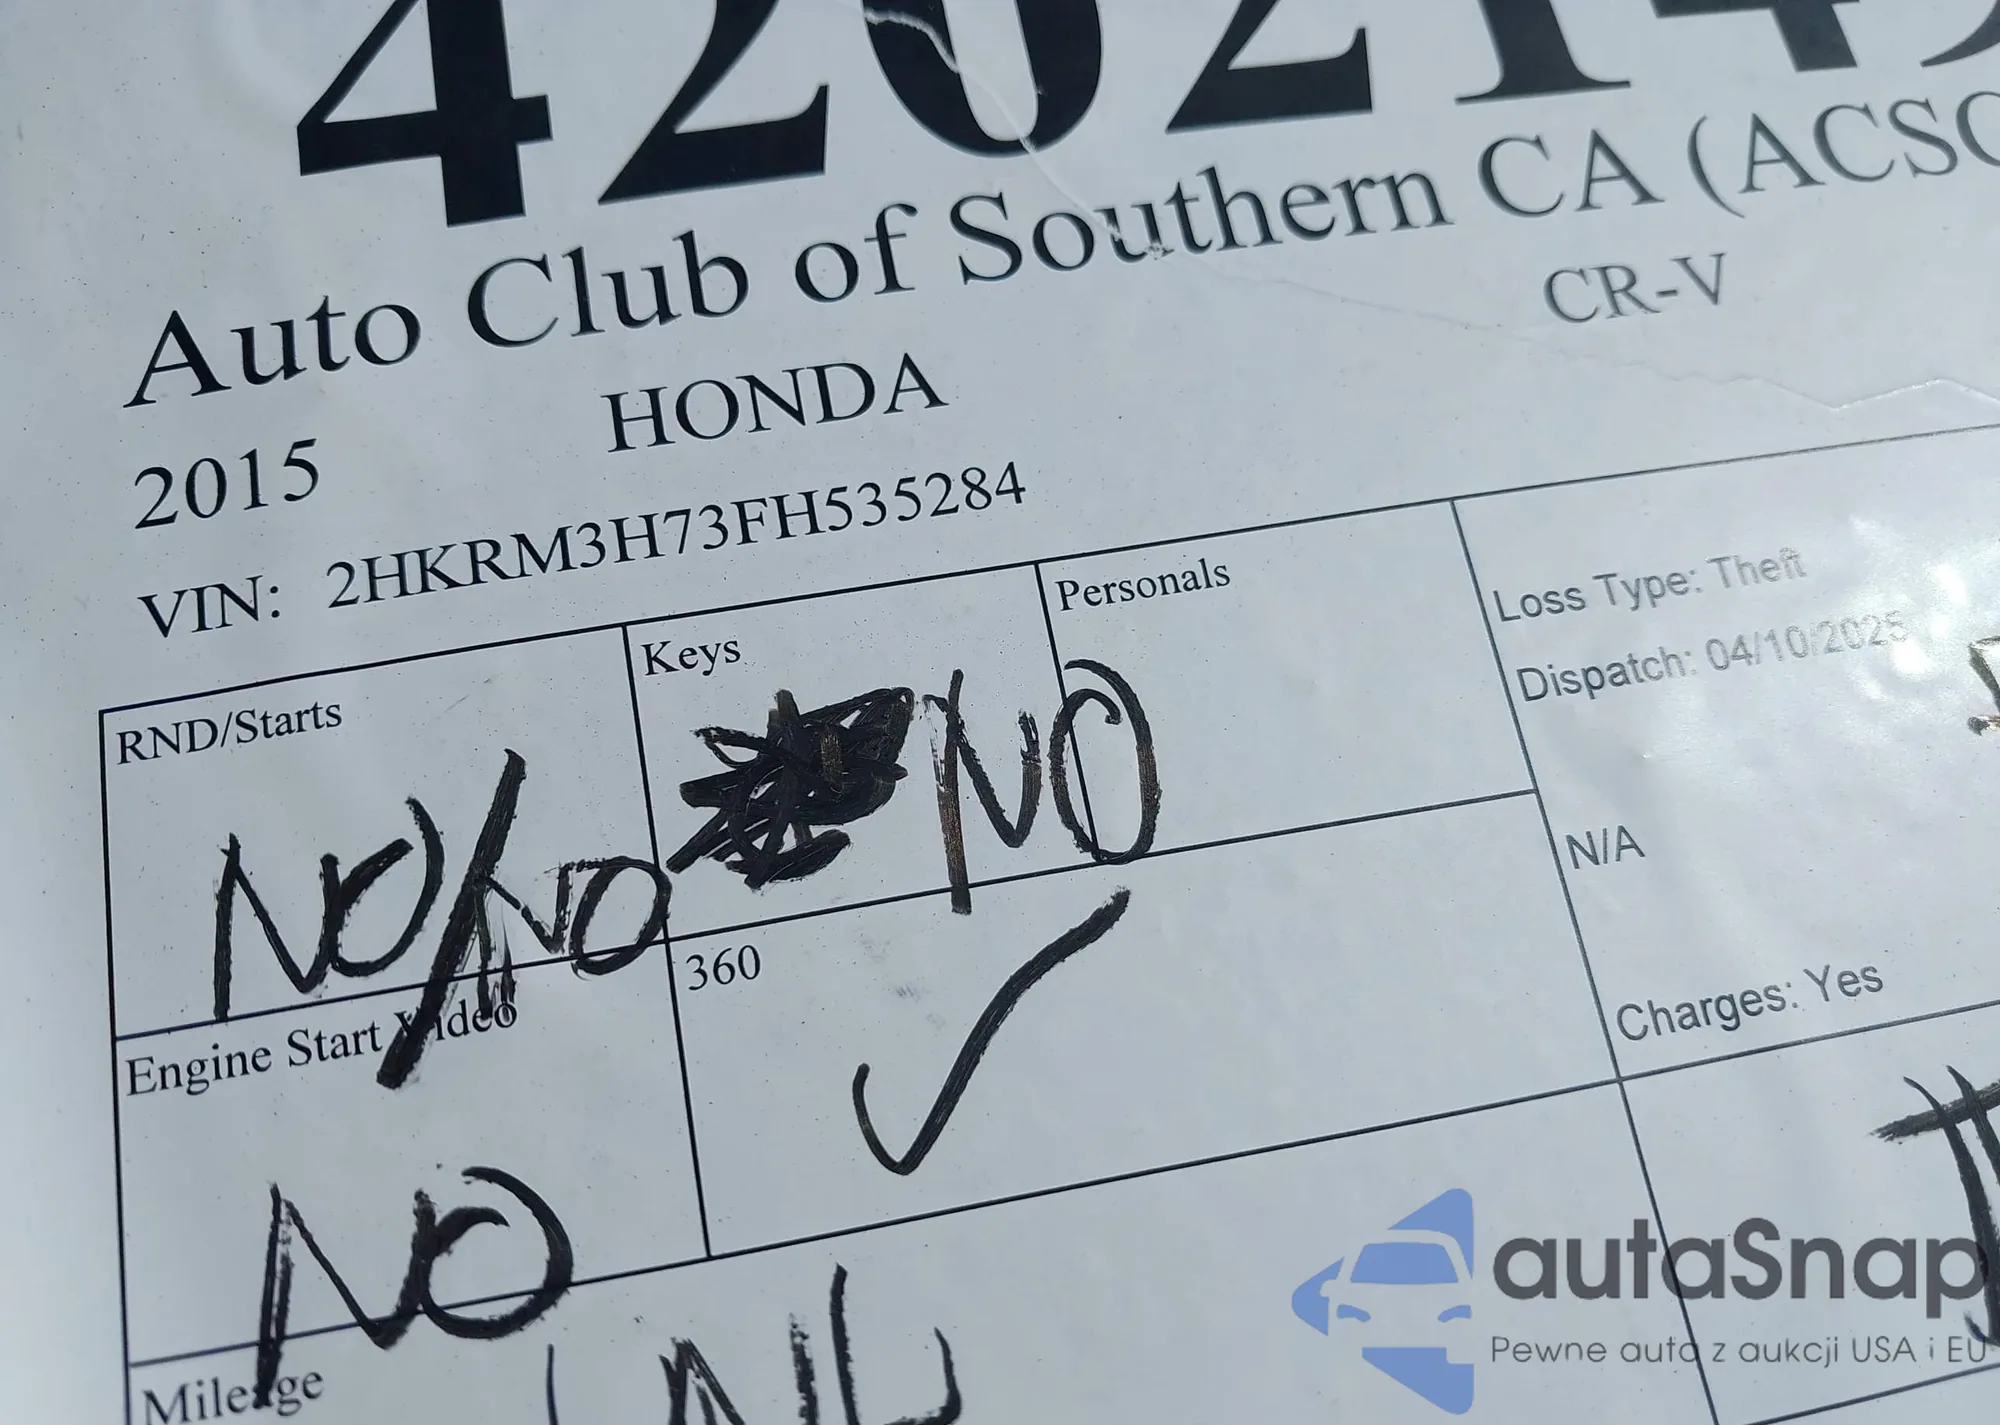 420214
Auto Club of Southern CA (ACSC
2015 HONDA CR-V
VIN: 2HKRM3H73FH535284
RND/Starts
NO/NO
Keys
NO
Personals
Loss Type: Theft
Dispatch: 04/10/2025
N/A
Charges: Yes
Engine Start Video
NO
360
Mileage
autaSnap
Pewne auta z aukcji USA i EU